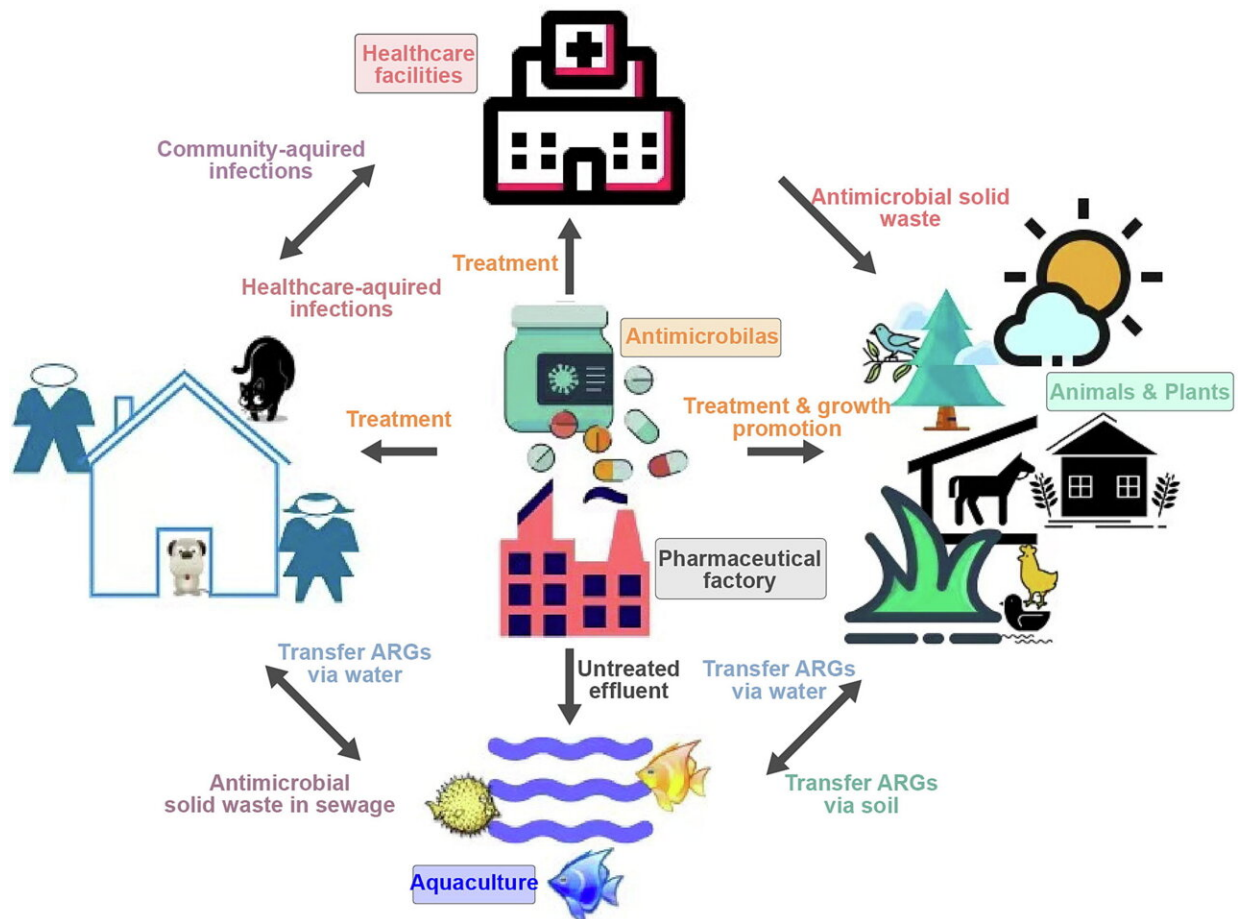 Healthcare
facilities
Community-aquired
infections
Antimicrobial solid
waste
Treatment
Healthcare-aquired
infections
Antimicrobilas
Animals & Plants
Treatment
Treatment & growth
promotion
Pharmaceutical
factory
Transfer ARGs
via water
Untreated
effluent
Transfer ARGs
via water
Antimicrobial
solid waste in sewage
Transfer ARGs
via soil
Aquaculture